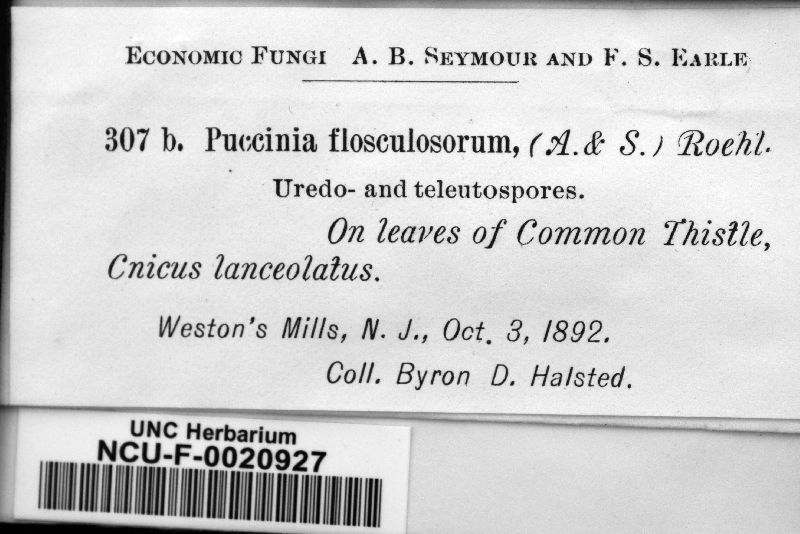 Economic Fungi A. B. Seymour and F. S. Earle
307 b. Puccinia flosculosorum, (A. & S.) Roehl.
Uredo- and teleutospores.
On leaves of Common Thistle,
Cnicus lanceolatus.
Weston's Mills, N. J., Oct. 3, 1892.
Coll. Byron D. Halsted.
UNC Herbarium
NCU-F-0020927